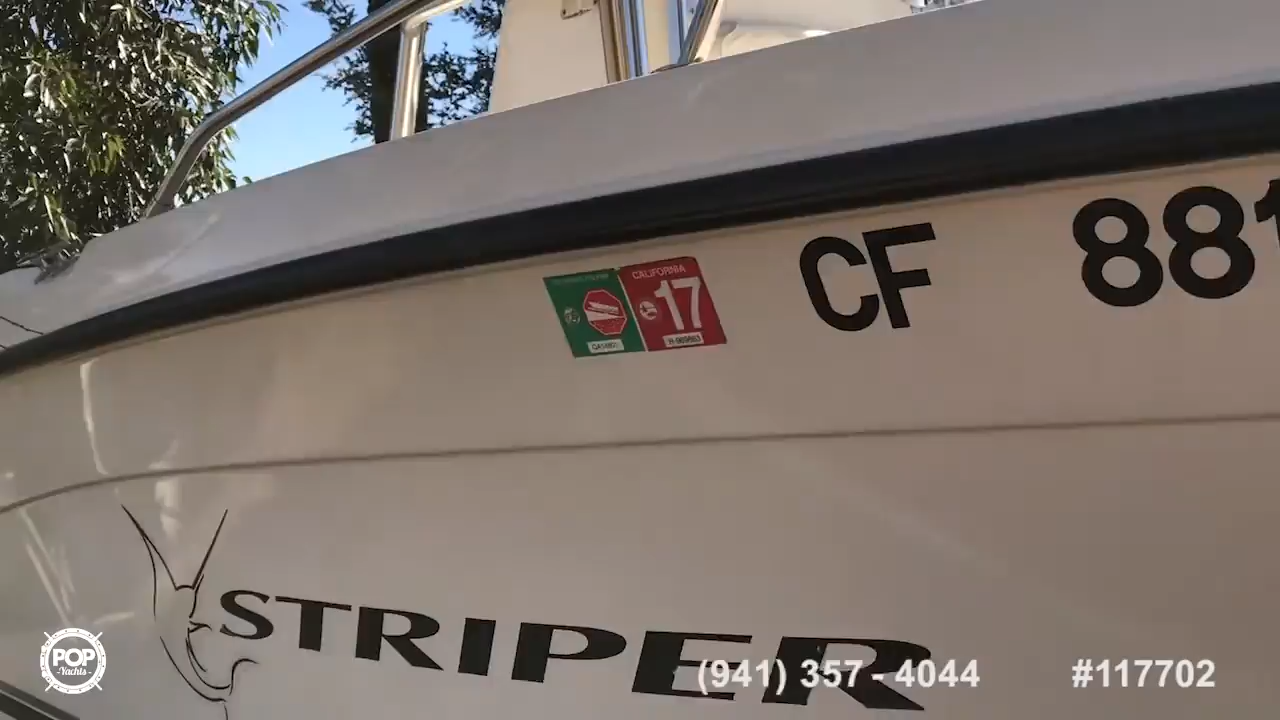 CALIFORNIA
17
CF 881
STRIPER
POP
Yachts
(941) 357-4044 #117702